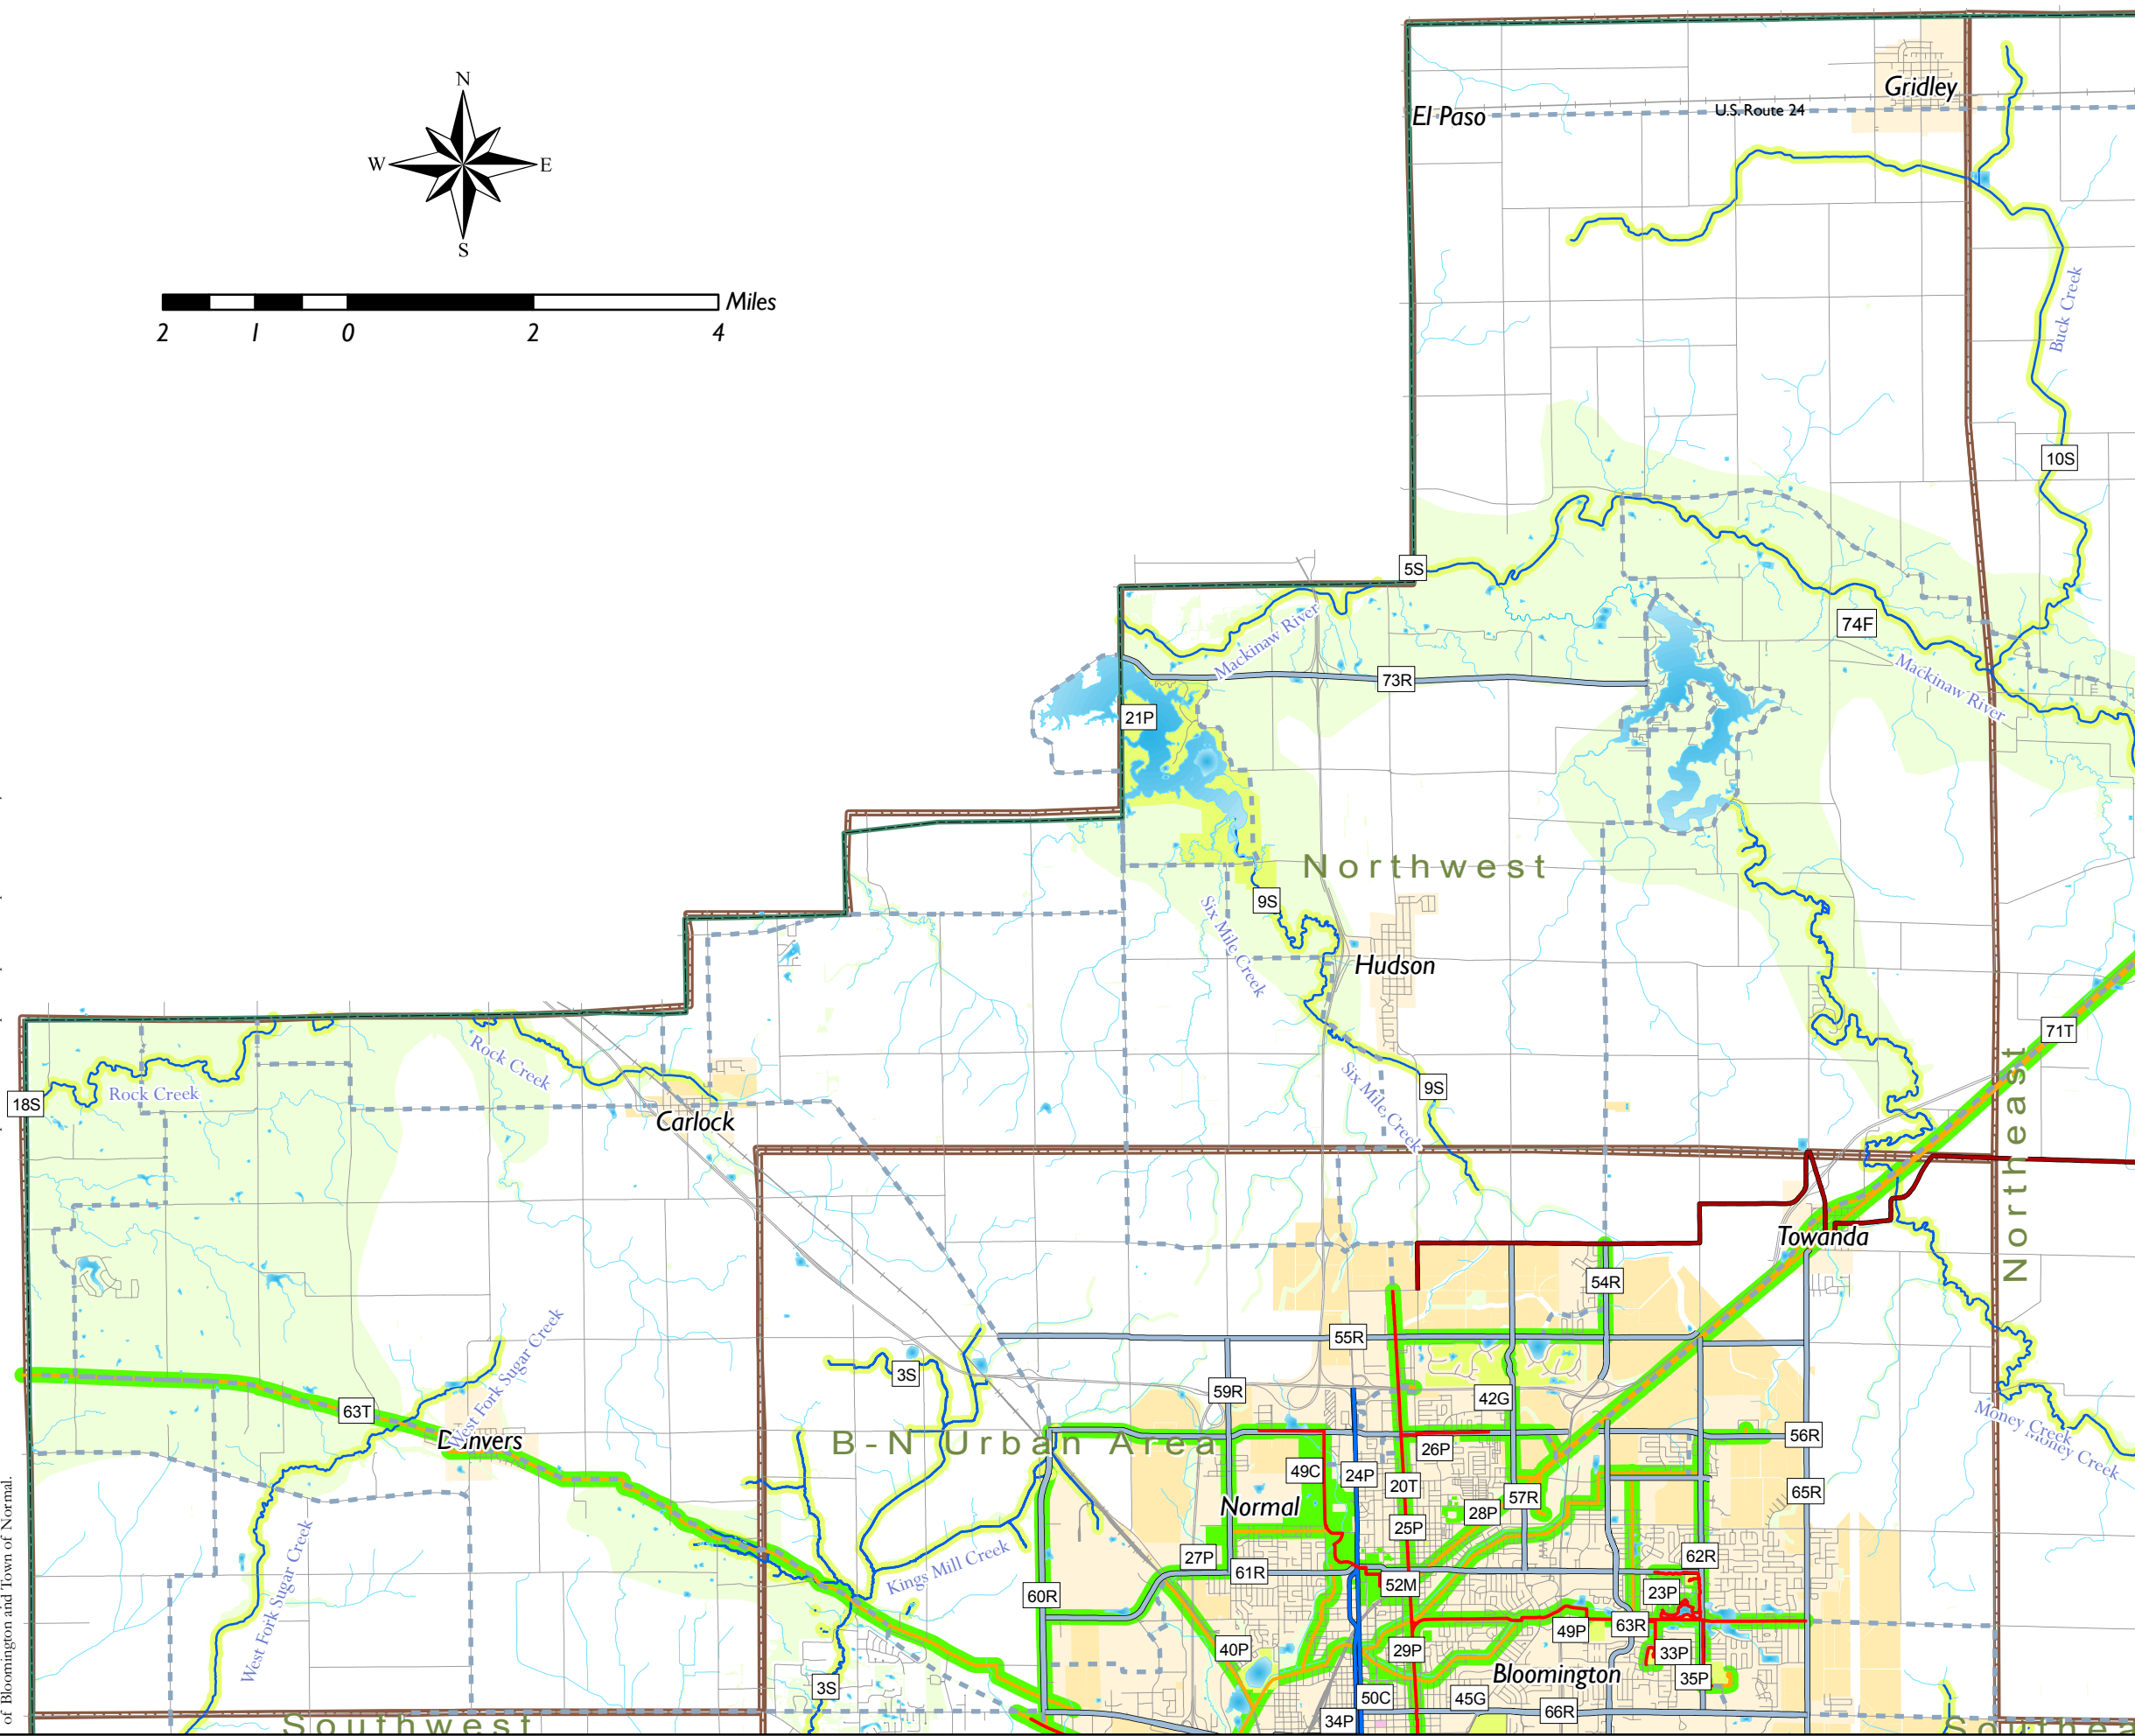 N
W
E
S
Miles
2 1 0 2 4
Gridley
El Paso
U.S. Route 24
Buck Creek
10S
5S
74F
Mackinaw River
Mackinaw River
73R
21P
Northwest
9S
Six Mile Creek
Hudson
71T
Rock Creek
Rock Creek
18S
Carlock
9S
Six Mile Creek
Northeast
Towanda
54R
55R
3S
59R
42G
63T
West Fork Sugar Creek
Danvers
B-N Urban Area
26P
56R
Money Creek
Money Creek
49C
24P
20T
57R
65R
Normal
28P
25P
27P
61R
62R
Kings Mill Creek
52M
60R
23P
West Fork Sugar Creek
49P
63R
40P
29P
33P
Bloomington
35P
3S
50C
45G
66R
34P
Southwest
of Bloomington and Town of Normal.